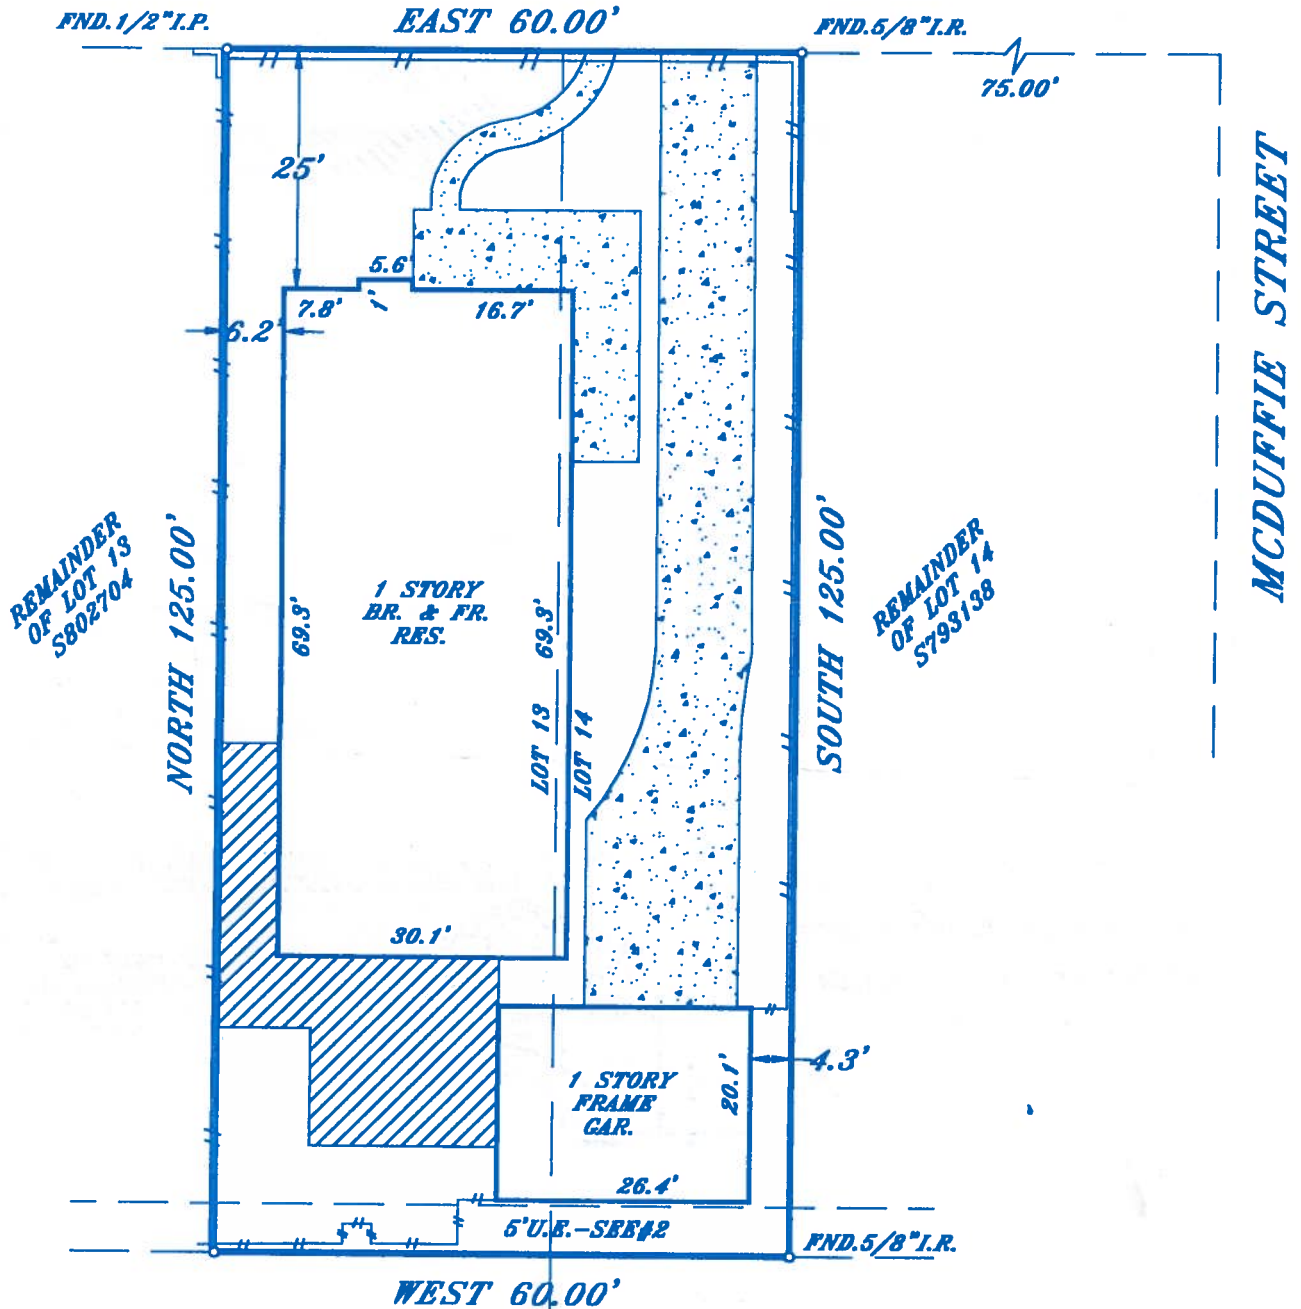 FND.1/2"I.P.
EAST 60.00'
FND.5/8"I.R.
75.00'
25'
MCDUFFIE STREET
5.6'
7.8'
1'
16.7'
6.2'
REMAINDER
OF LOT 13
S802704
NORTH 125.00'
69.3'
1 STORY
BR. & FR.
RES.
69.3'
LOT 13
LOT 14
SOUTH 125.00'
REMAINDER
OF LOT 14
S793138
30.1'
1 STORY
FRAME
GAR.
20.1'
4.3'
26.4'
5'U.E.-SEE#2
FND.5/8"I.R.
WEST 60.00'